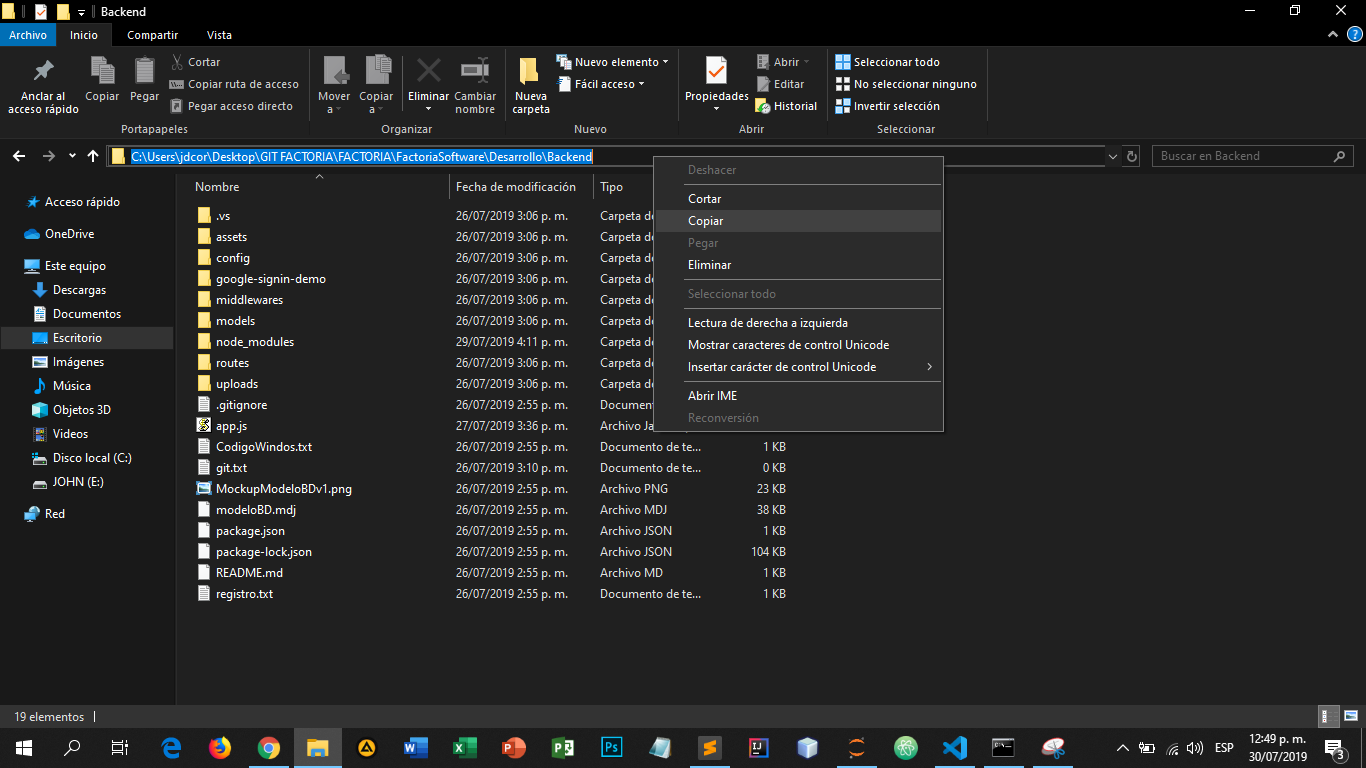 Backend
Archivo Inicio Compartir Vista
Anclar al acceso rápido
Copiar
Pegar
Cortar
Copiar ruta de acceso
Pegar acceso directo
Portapapeles
Mover a
Copiar a
Eliminar
Cambiar nombre
Organizar
Nueva carpeta
Nuevo elemento
Fácil acceso
Nuevo
Propiedades
Abrir
Editar
Historial
Abrir
Seleccionar todo
No seleccionar ninguno
Invertir selección
Seleccionar
C:\Users\jdcor\Desktop\GIT FACTORIA\FACTORIA\FactoriaSoftware\Desarrollo\Backend
Buscar en Backend
Acceso rápido
OneDrive
Este equipo
Descargas
Documentos
Escritorio
Imágenes
Música
Objetos 3D
Videos
Disco local (C:)
JOHN (E:)
Red
Nombre Fecha de modificación Tipo
.vs 26/07/2019 3:06 p. m. Carpeta de
assets 26/07/2019 3:06 p. m. Carpeta de
config 26/07/2019 3:06 p. m. Carpeta de
google-signin-demo 26/07/2019 3:06 p. m. Carpeta de
middlewares 26/07/2019 3:06 p. m. Carpeta de
models 26/07/2019 3:06 p. m. Carpeta de
node_modules 29/07/2019 4:11 p. m. Carpeta de
routes 26/07/2019 3:06 p. m. Carpeta de
uploads 26/07/2019 3:06 p. m. Carpeta de
.gitignore 26/07/2019 2:55 p. m. Documento
app.js 27/07/2019 3:36 p. m. Archivo Ja
CodigoWindos.txt 26/07/2019 2:55 p. m. Documento de te... 1 KB
git.txt 26/07/2019 3:10 p. m. Documento de te... 0 KB
MockupModeloBDv1.png 26/07/2019 2:55 p. m. Archivo PNG 23 KB
modeloBD.mdj 26/07/2019 2:55 p. m. Archivo MDJ 38 KB
package.json 26/07/2019 2:55 p. m. Archivo JSON 1 KB
package-lock.json 26/07/2019 2:55 p. m. Archivo JSON 104 KB
README.md 26/07/2019 2:55 p. m. Archivo MD 1 KB
registro.txt 26/07/2019 2:55 p. m. Documento de te... 1 KB
Deshacer
Cortar
Copiar
Pegar
Eliminar
Seleccionar todo
Lectura de derecha a izquierda
Mostrar caracteres de control Unicode
Insertar carácter de control Unicode
Abrir IME
Reconversión
19 elementos
ESP
12:49 p. m.
30/07/2019
3